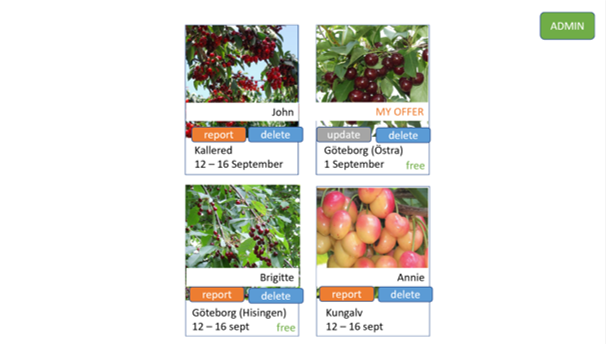 ADMIN
John
report delete
Kallered
12 – 16 September
MY OFFER
update delete
Göteborg (Östra)
1 September
free
Brigitte
report delete
Göteborg (Hisingen)
12 – 16 sept
free
Annie
report delete
Kungalv
12 – 16 sept